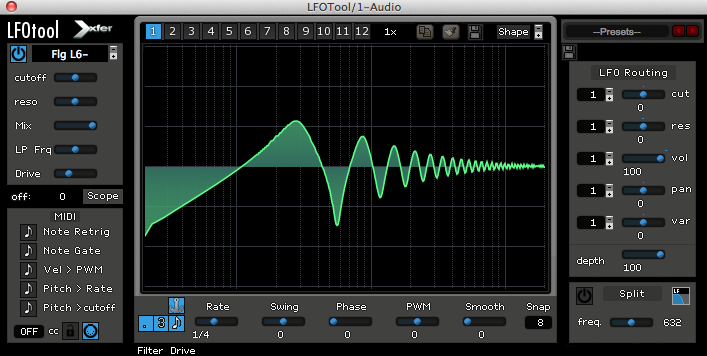 LFOTool/1-Audio
LFOtool xfer
Flg L6-
cutoff
reso
Mix
LP Frq
Drive
off: 0 Scope
MIDI
Note Retrig
Note Gate
Vel > PWM
Pitch > Rate
Pitch >cutoff
OFF cc
1 2 3 4 5 6 7 8 9 10 11 12 1x Shape
. 3
Rate Swing Phase PWM Smooth Snap
1/4 0 0 0 0 8
Filter Drive
--Presets--
LFO Routing
1 cut
0
1 res
0
1 vol
100
1 pan
0
1 var
0
depth
100
Split LF
freq. 632